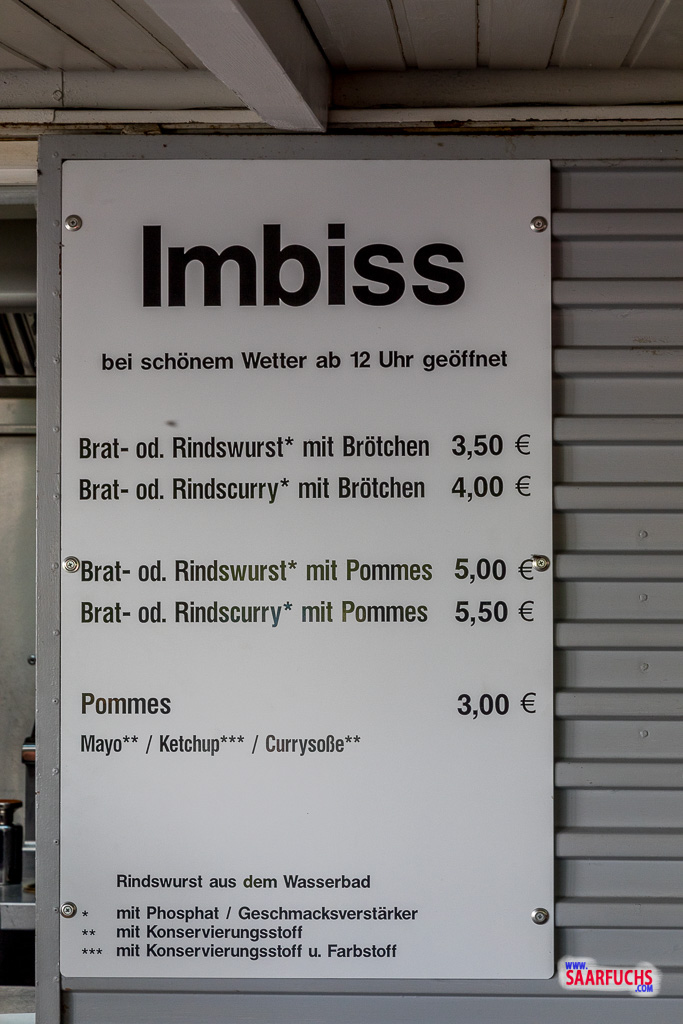 Imbiss
bei schönem Wetter ab 12 Uhr geöffnet
Brat- od. Rindswurst* mit Brötchen 3,50 €
Brat- od. Rindscurry* mit Brötchen 4,00 €
Brat- od. Rindswurst* mit Pommes 5,00 €
Brat- od. Rindscurry* mit Pommes 5,50 €
Pommes 3,00 €
Mayo** / Ketchup*** / Currysoße**
Rindswurst aus dem Wasserbad
* mit Phosphat / Geschmacksverstärker
** mit Konservierungsstoff
*** mit Konservierungsstoff u. Farbstoff
WWW.
SAARFUCHS
.COM